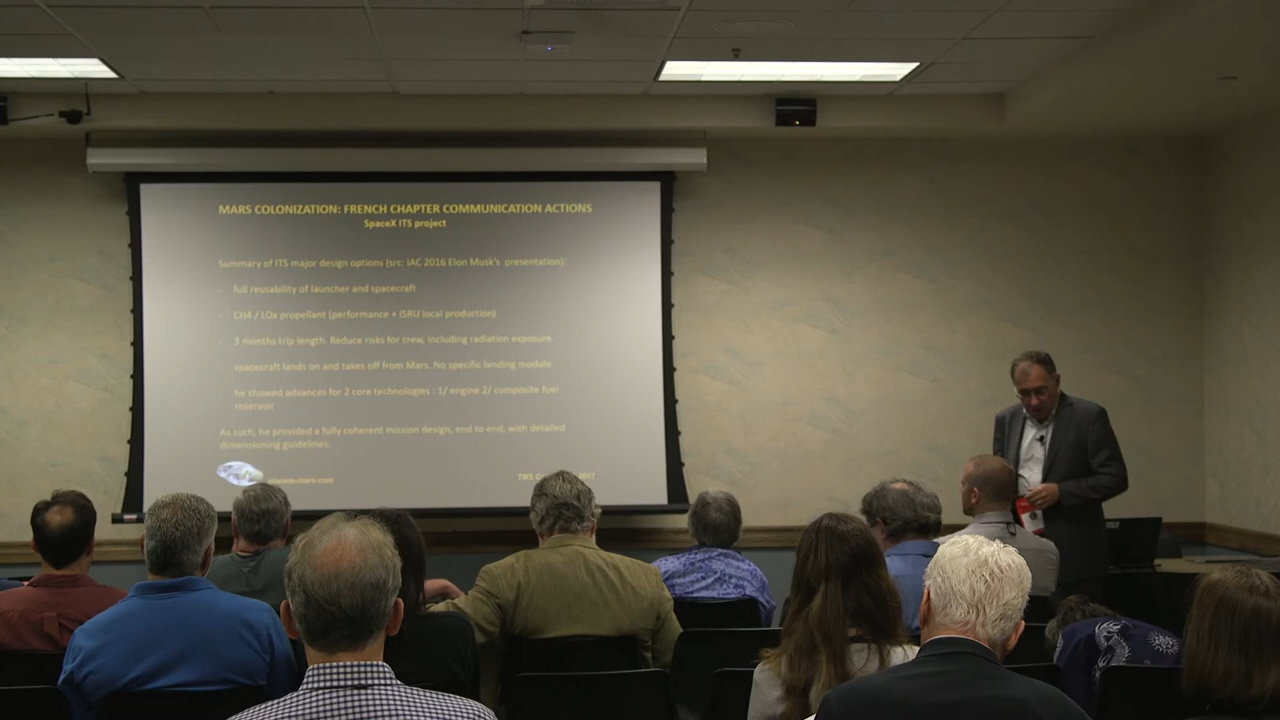 MARS COLONIZATION: FRENCH CHAPTER COMMUNICATION ACTIONS
SpaceX ITS project
Summary of ITS major design options (src: IAC 2016 Elon Musk's presentation):
- full reusability of launcher and spacecraft
- CH4 / LOx propellant (performance + ISRU local production)
- 3 months trip length. Reduce risks for crew, including radiation exposure.
- spacecraft lands on and takes off from Mars. No specific landing module.
- he showed advances for 2 core technologies : 1/ engine 2/ composite fuel
reservoir
As such, he provided a fully coherent mission design, end to end, with detailed
dimensioning guidelines.
2017